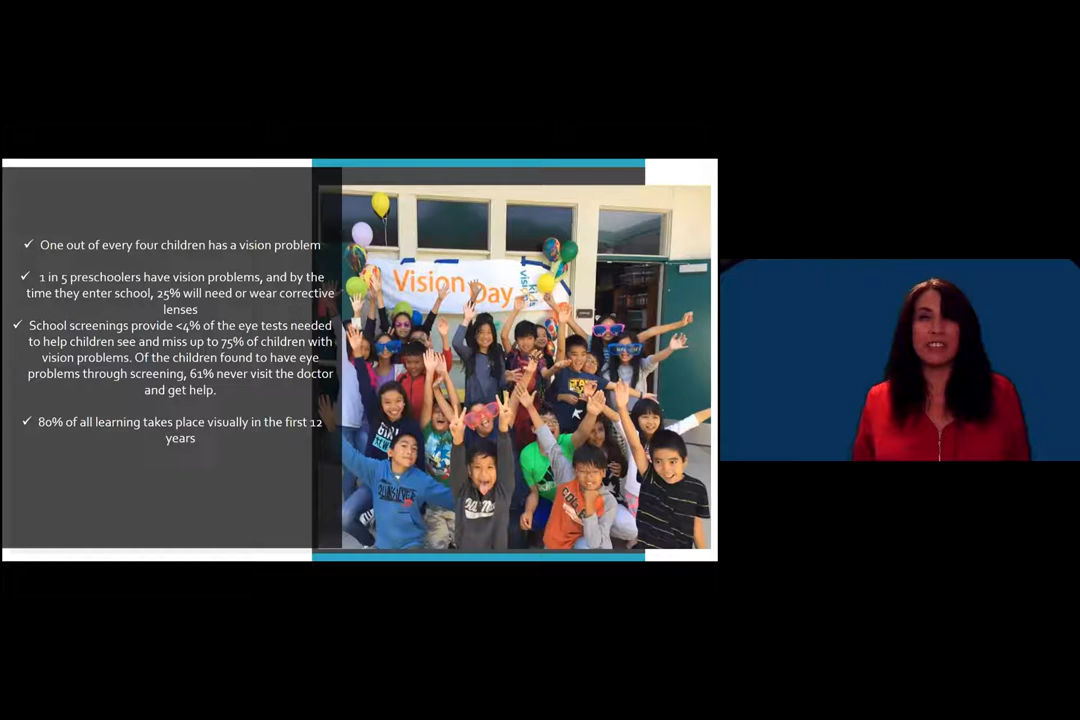 ✓ One out of every four children has a vision problem
✓ 1 in 5 preschoolers have vision problems, and by the
time they enter school, 25% will need or wear corrective
lenses
✓ School screenings provide <4% of the eye tests needed
to help children see and miss up to 75% of children with
vision problems. Of the children found to have eye
problems through screening, 61% never visit the doctor
and get help.
✓ 80% of all learning takes place visually in the first 12
years
Vision Day